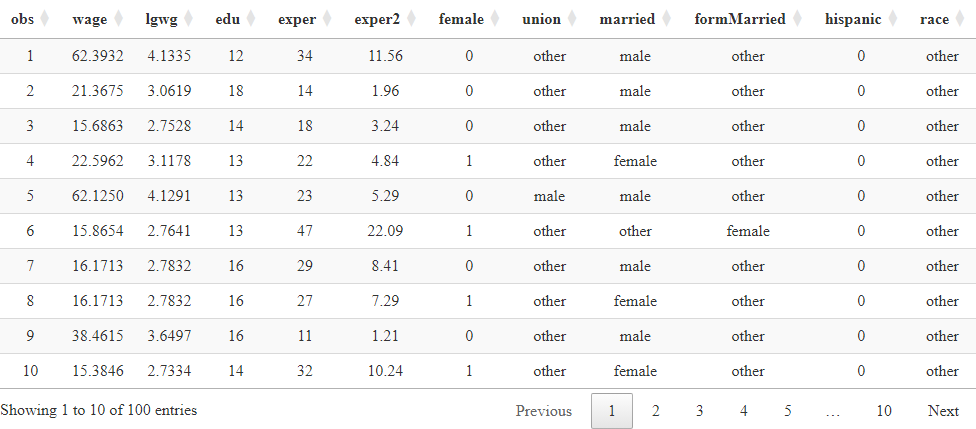 obs wage lgwg edu exper exper2 female union married formMarried hispanic race
1 62.3932 4.1335 12 34 11.56 0 other male other 0 other
2 21.3675 3.0619 18 14 1.96 0 other male other 0 other
3 15.6863 2.7528 14 18 3.24 0 other male other 0 other
4 22.5962 3.1178 13 22 4.84 1 other female other 0 other
5 62.1250 4.1291 13 23 5.29 0 male male other 0 other
6 15.8654 2.7641 13 47 22.09 1 other other female 0 other
7 16.1713 2.7832 16 29 8.41 0 other male other 0 other
8 16.1713 2.7832 16 27 7.29 1 other female other 0 other
9 38.4615 3.6497 16 11 1.21 0 other male other 0 other
10 15.3846 2.7334 14 32 10.24 1 other female other 0 other
Showing 1 to 10 of 100 entries Previous 1 2 3 4 5 … 10 Next